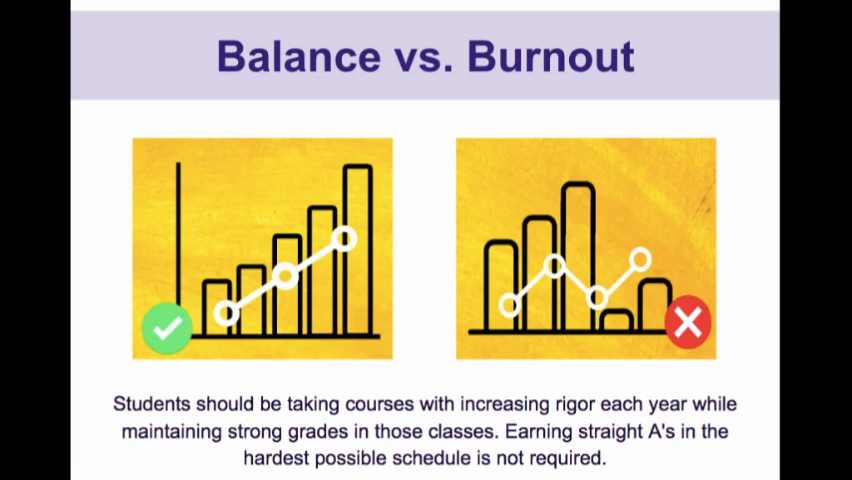 Balance vs. Burnout
Students should be taking courses with increasing rigor each year while
maintaining strong grades in those classes. Earning straight A's in the
hardest possible schedule is not required.